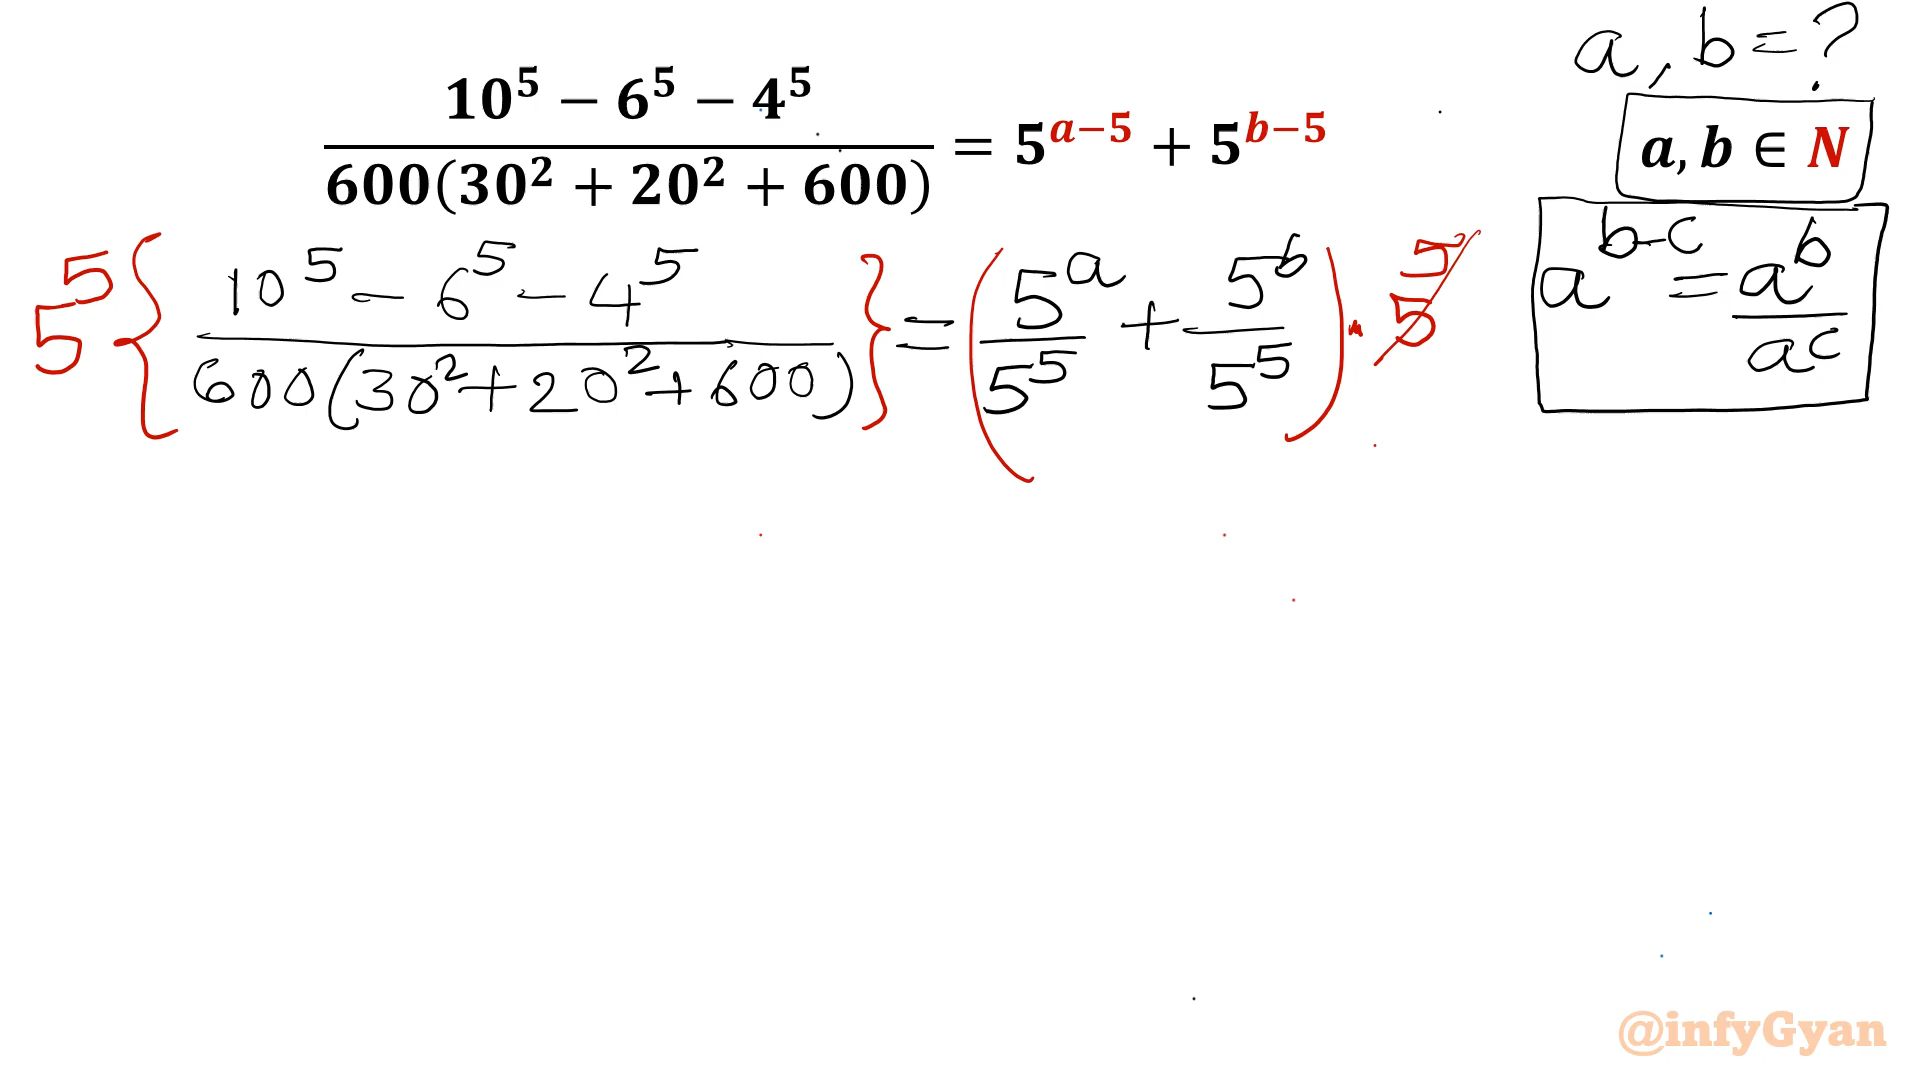 a, b = ?
(10⁵ − 6⁵ − 4⁵) / (600(30² + 20² + 600)) = 5^(a−5) + 5^(b−5)
a, b ∈ N
5⁵ { (10⁵ − 6⁵ − 4⁵) / (600(30² + 20² + 600)) } = (5^a / 5⁵ + 5^b / 5⁵) · 5⁵
a^(b−c) = a^b / a^c
@infyGyan